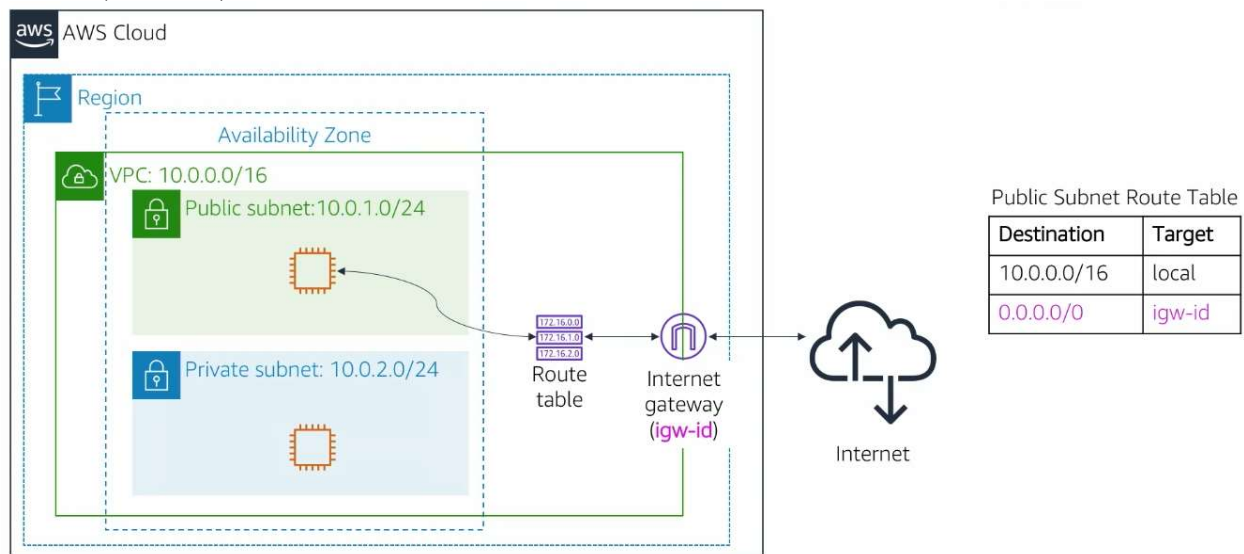 aws
AWS Cloud
Region
Availability Zone
VPC: 10.0.0.0/16
Public subnet:10.0.1.0/24
172.16.0.0
172.16.1.0
172.16.2.0
Route
table
Internet
gateway
(igw-id)
Private subnet: 10.0.2.0/24
Internet
Public Subnet Route Table
Destination Target
10.0.0.0/16 local
0.0.0.0/0 igw-id